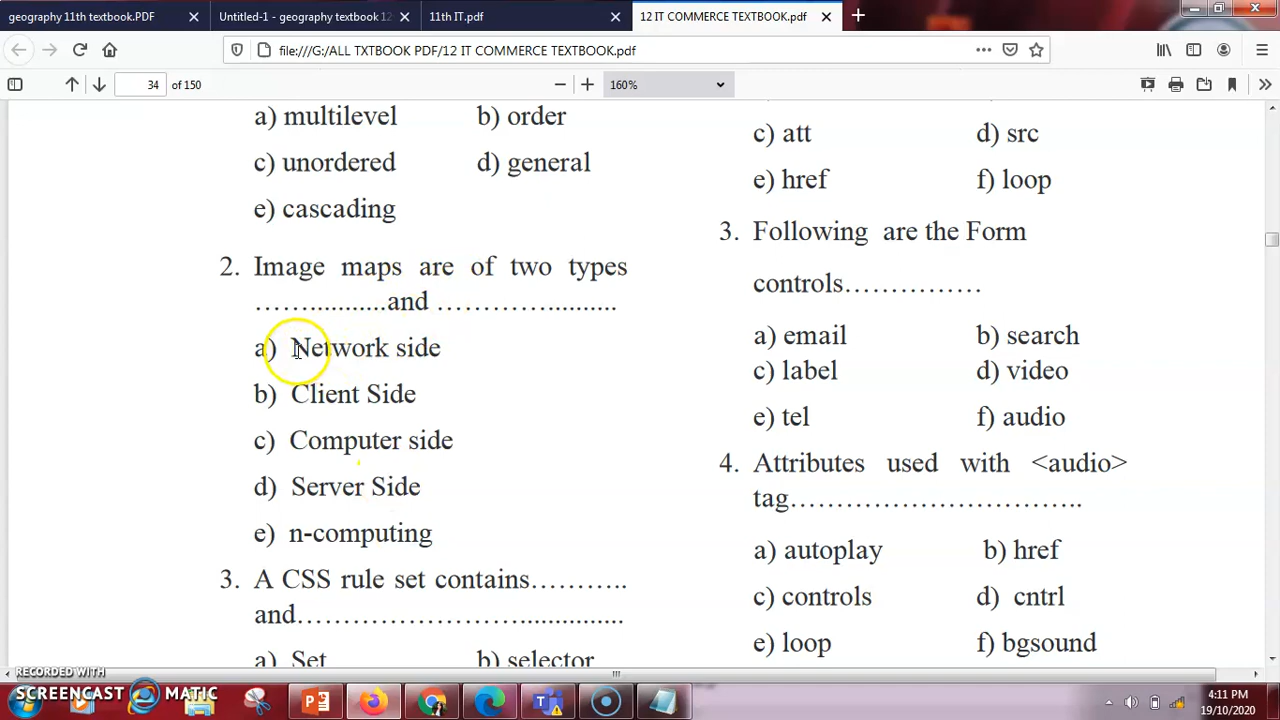 geography 11th textbook.PDF
Untitled-1 - geography textbook 12
11th IT.pdf
12 IT COMMERCE TEXTBOOK.pdf
file:///G:/ALL TXTBOOK PDF/12 IT COMMERCE TEXTBOOK.pdf
34 of 150
160%
a) multilevel b) order
c) unordered d) general
e) cascading
2. Image maps are of two types
……..........and …………..........
a) Network side
b) Client Side
c) Computer side
d) Server Side
e) n-computing
3. A CSS rule set contains………..
and……………………..............
a) Set b) selector
c) att d) src
e) href f) loop
3. Following are the Form
controls……………
a) email b) search
c) label d) video
e) tel f) audio
4. Attributes used with <audio>
tag…………………………..
a) autoplay b) href
c) controls d) cntrl
e) loop f) bgsound
RECORDED WITH
SCREENCAST MATIC
4:11 PM
19/10/2020